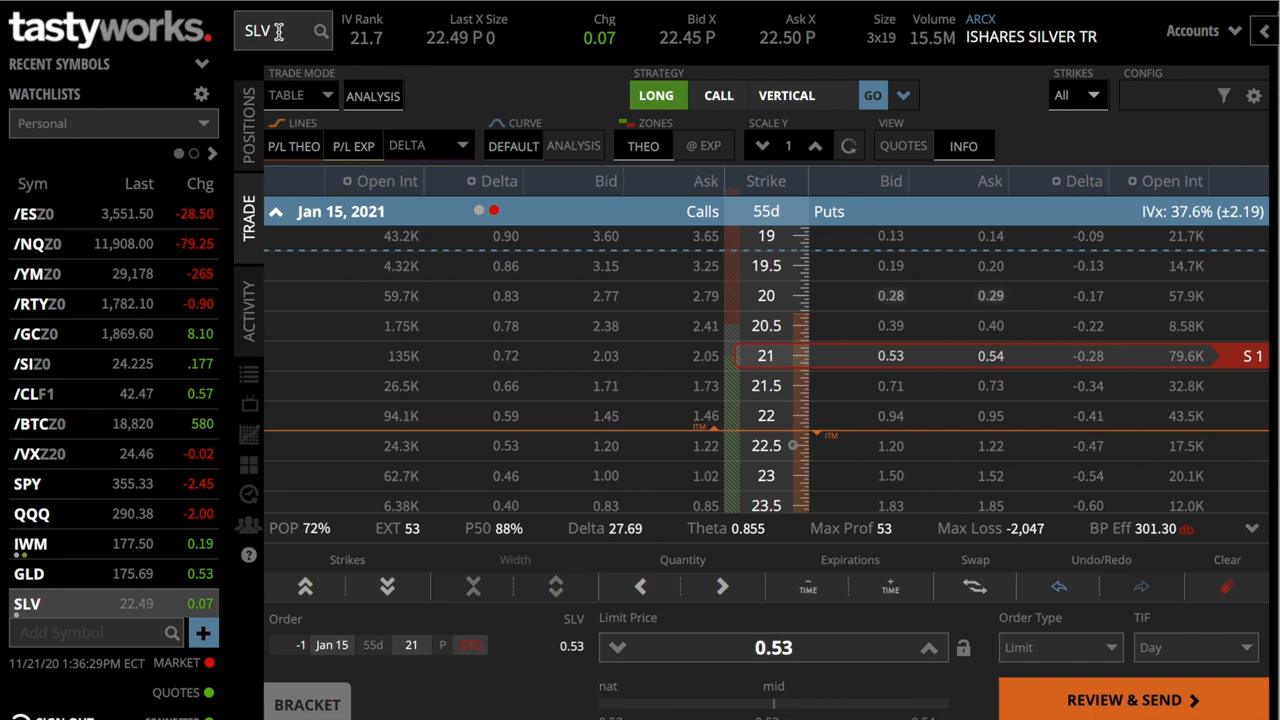 tastyworks.
SLV
IV Rank
21.7
Last X Size
22.49 P 0
Chg
0.07
Bid X
22.45 P
Ask X
22.50 P
Size
3x19
Volume
15.5M
ARCX
ISHARES SILVER TR
Accounts
RECENT SYMBOLS
WATCHLISTS
Personal
Sym Last Chg
/ESZ0 3,551.50 -28.50
/NQZ0 11,908.00 -79.25
/YMZ0 29,178 -265
/RTYZ0 1,782.10 -0.90
/GCZ0 1,869.60 8.10
/SIZ0 24.225 .177
/CLF1 42.47 0.57
/BTCZ0 18,820 580
/VXZ20 24.46 -0.02
SPY 355.33 -2.45
QQQ 290.38 -2.00
IWM 177.50 0.19
GLD 175.69 0.53
SLV 22.49 0.07
Add Symbol
11/21/20 1:36:29PM ECT MARKET
QUOTES
POSITIONS
TRADE
ACTIVITY
TRADE MODE
TABLE ANALYSIS
STRATEGY
LONG CALL VERTICAL GO
STRIKES
All
CONFIG
LINES
P/L THEO P/L EXP DELTA
CURVE
DEFAULT ANALYSIS
ZONES
THEO @ EXP
SCALE Y
1
VIEW
QUOTES INFO
Open Int Delta Bid Ask Strike Bid Ask Delta Open Int
Jan 15, 2021 Calls 55d Puts IVx: 37.6% (±2.19)
43.2K 0.90 3.60 3.65 19 0.13 0.14 -0.09 21.7K
4.32K 0.86 3.15 3.25 19.5 0.19 0.20 -0.13 14.7K
59.7K 0.83 2.77 2.79 20 0.28 0.29 -0.17 57.9K
1.75K 0.78 2.38 2.41 20.5 0.39 0.40 -0.22 8.58K
135K 0.72 2.03 2.05 21 0.53 0.54 -0.28 79.6K S 1
26.5K 0.66 1.71 1.73 21.5 0.71 0.73 -0.34 32.8K
94.1K 0.59 1.45 1.46 22 0.94 0.95 -0.41 43.5K
ITM ITM
24.3K 0.53 1.20 1.22 22.5 1.20 1.22 -0.47 17.5K
62.7K 0.46 1.00 1.02 23 1.50 1.52 -0.54 20.1K
6.38K 0.40 0.83 0.85 23.5 1.83 1.85 -0.60 12.0K
POP 72% EXT 53 P50 88% Delta 27.69 Theta 0.855 Max Prof 53 Max Loss -2,047 BP Eff 301.30 db
Strikes Width Quantity Expirations Swap Undo/Redo Clear
TIME TIME
Order SLV Limit Price Order Type TIF
-1 Jan 15 55d 21 P STO 0.53 0.53 Limit Day
nat mid
BRACKET
REVIEW & SEND